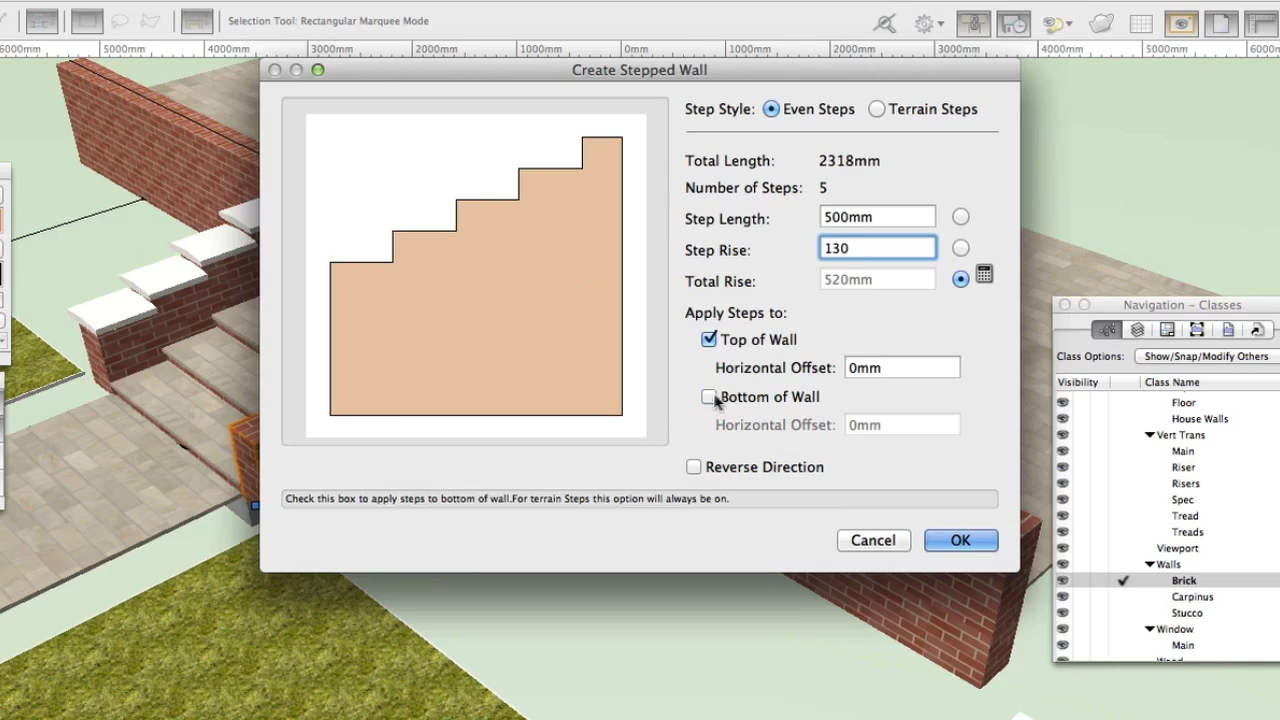 Selection Tool: Rectangular Marquee Mode
6000mm 5000mm 4000mm 3000mm 2000mm 1000mm 0mm 1000mm 2000mm 3000mm 4000mm 5000mm
Create Stepped Wall
Step Style: Even Steps Terrain Steps
Total Length: 2318mm
Number of Steps: 5
Step Length: 500mm
Step Rise: 130
Total Rise: 520mm
Apply Steps to:
Top of Wall
Horizontal Offset: 0mm
Bottom of Wall
Horizontal Offset: 0mm
Reverse Direction
Check this box to apply steps to bottom of wall.For terrain Steps this option will always be on.
Cancel OK
Navigation – Classes
Class Options: Show/Snap/Modify Others
Visibility Class Name
Floor
House Walls
Vert Trans
Main
Riser
Risers
Spec
Tread
Treads
Viewport
Walls
Brick
Carpinus
Stucco
Window
Main